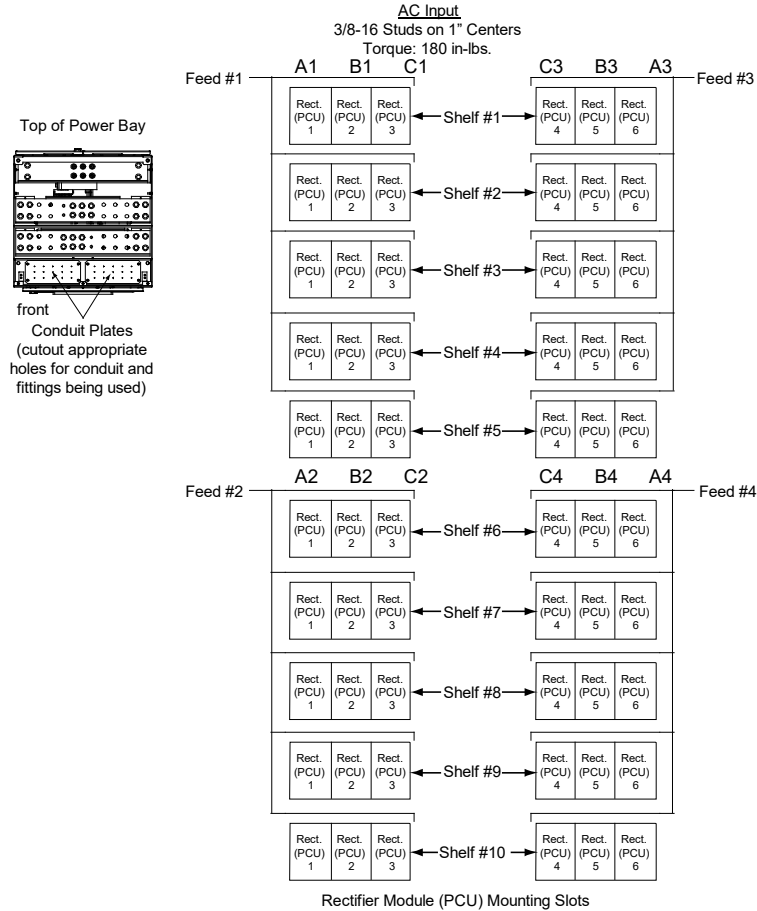 AC Input
3/8-16 Studs on 1” Centers
Torque: 180 in-lbs.
A1 B1 C1 C3 B3 A3
Feed #1 Feed #3
Rect. Rect. Rect. Rect. Rect. Rect.
(PCU) (PCU) (PCU) Shelf #1 (PCU) (PCU) (PCU)
1 2 3 4 5 6
Top of Power Bay
Rect. Rect. Rect. Rect. Rect. Rect.
(PCU) (PCU) (PCU) Shelf #2 (PCU) (PCU) (PCU)
1 2 3 4 5 6
Rect. Rect. Rect. Rect. Rect. Rect.
(PCU) (PCU) (PCU) Shelf #3 (PCU) (PCU) (PCU)
1 2 3 4 5 6
front
Conduit Plates
(cutout appropriate
holes for conduit and
fittings being used)
Rect. Rect. Rect. Rect. Rect. Rect.
(PCU) (PCU) (PCU) Shelf #4 (PCU) (PCU) (PCU)
1 2 3 4 5 6
Rect. Rect. Rect. Rect. Rect. Rect.
(PCU) (PCU) (PCU) Shelf #5 (PCU) (PCU) (PCU)
1 2 3 4 5 6
A2 B2 C2 C4 B4 A4
Feed #2 Feed #4
Rect. Rect. Rect. Rect. Rect. Rect.
(PCU) (PCU) (PCU) Shelf #6 (PCU) (PCU) (PCU)
1 2 3 4 5 6
Rect. Rect. Rect. Rect. Rect. Rect.
(PCU) (PCU) (PCU) Shelf #7 (PCU) (PCU) (PCU)
1 2 3 4 5 6
Rect. Rect. Rect. Rect. Rect. Rect.
(PCU) (PCU) (PCU) Shelf #8 (PCU) (PCU) (PCU)
1 2 3 4 5 6
Rect. Rect. Rect. Rect. Rect. Rect.
(PCU) (PCU) (PCU) Shelf #9 (PCU) (PCU) (PCU)
1 2 3 4 5 6
Rect. Rect. Rect. Rect. Rect. Rect.
(PCU) (PCU) (PCU) Shelf #10 (PCU) (PCU) (PCU)
1 2 3 4 5 6
Rectifier Module (PCU) Mounting Slots